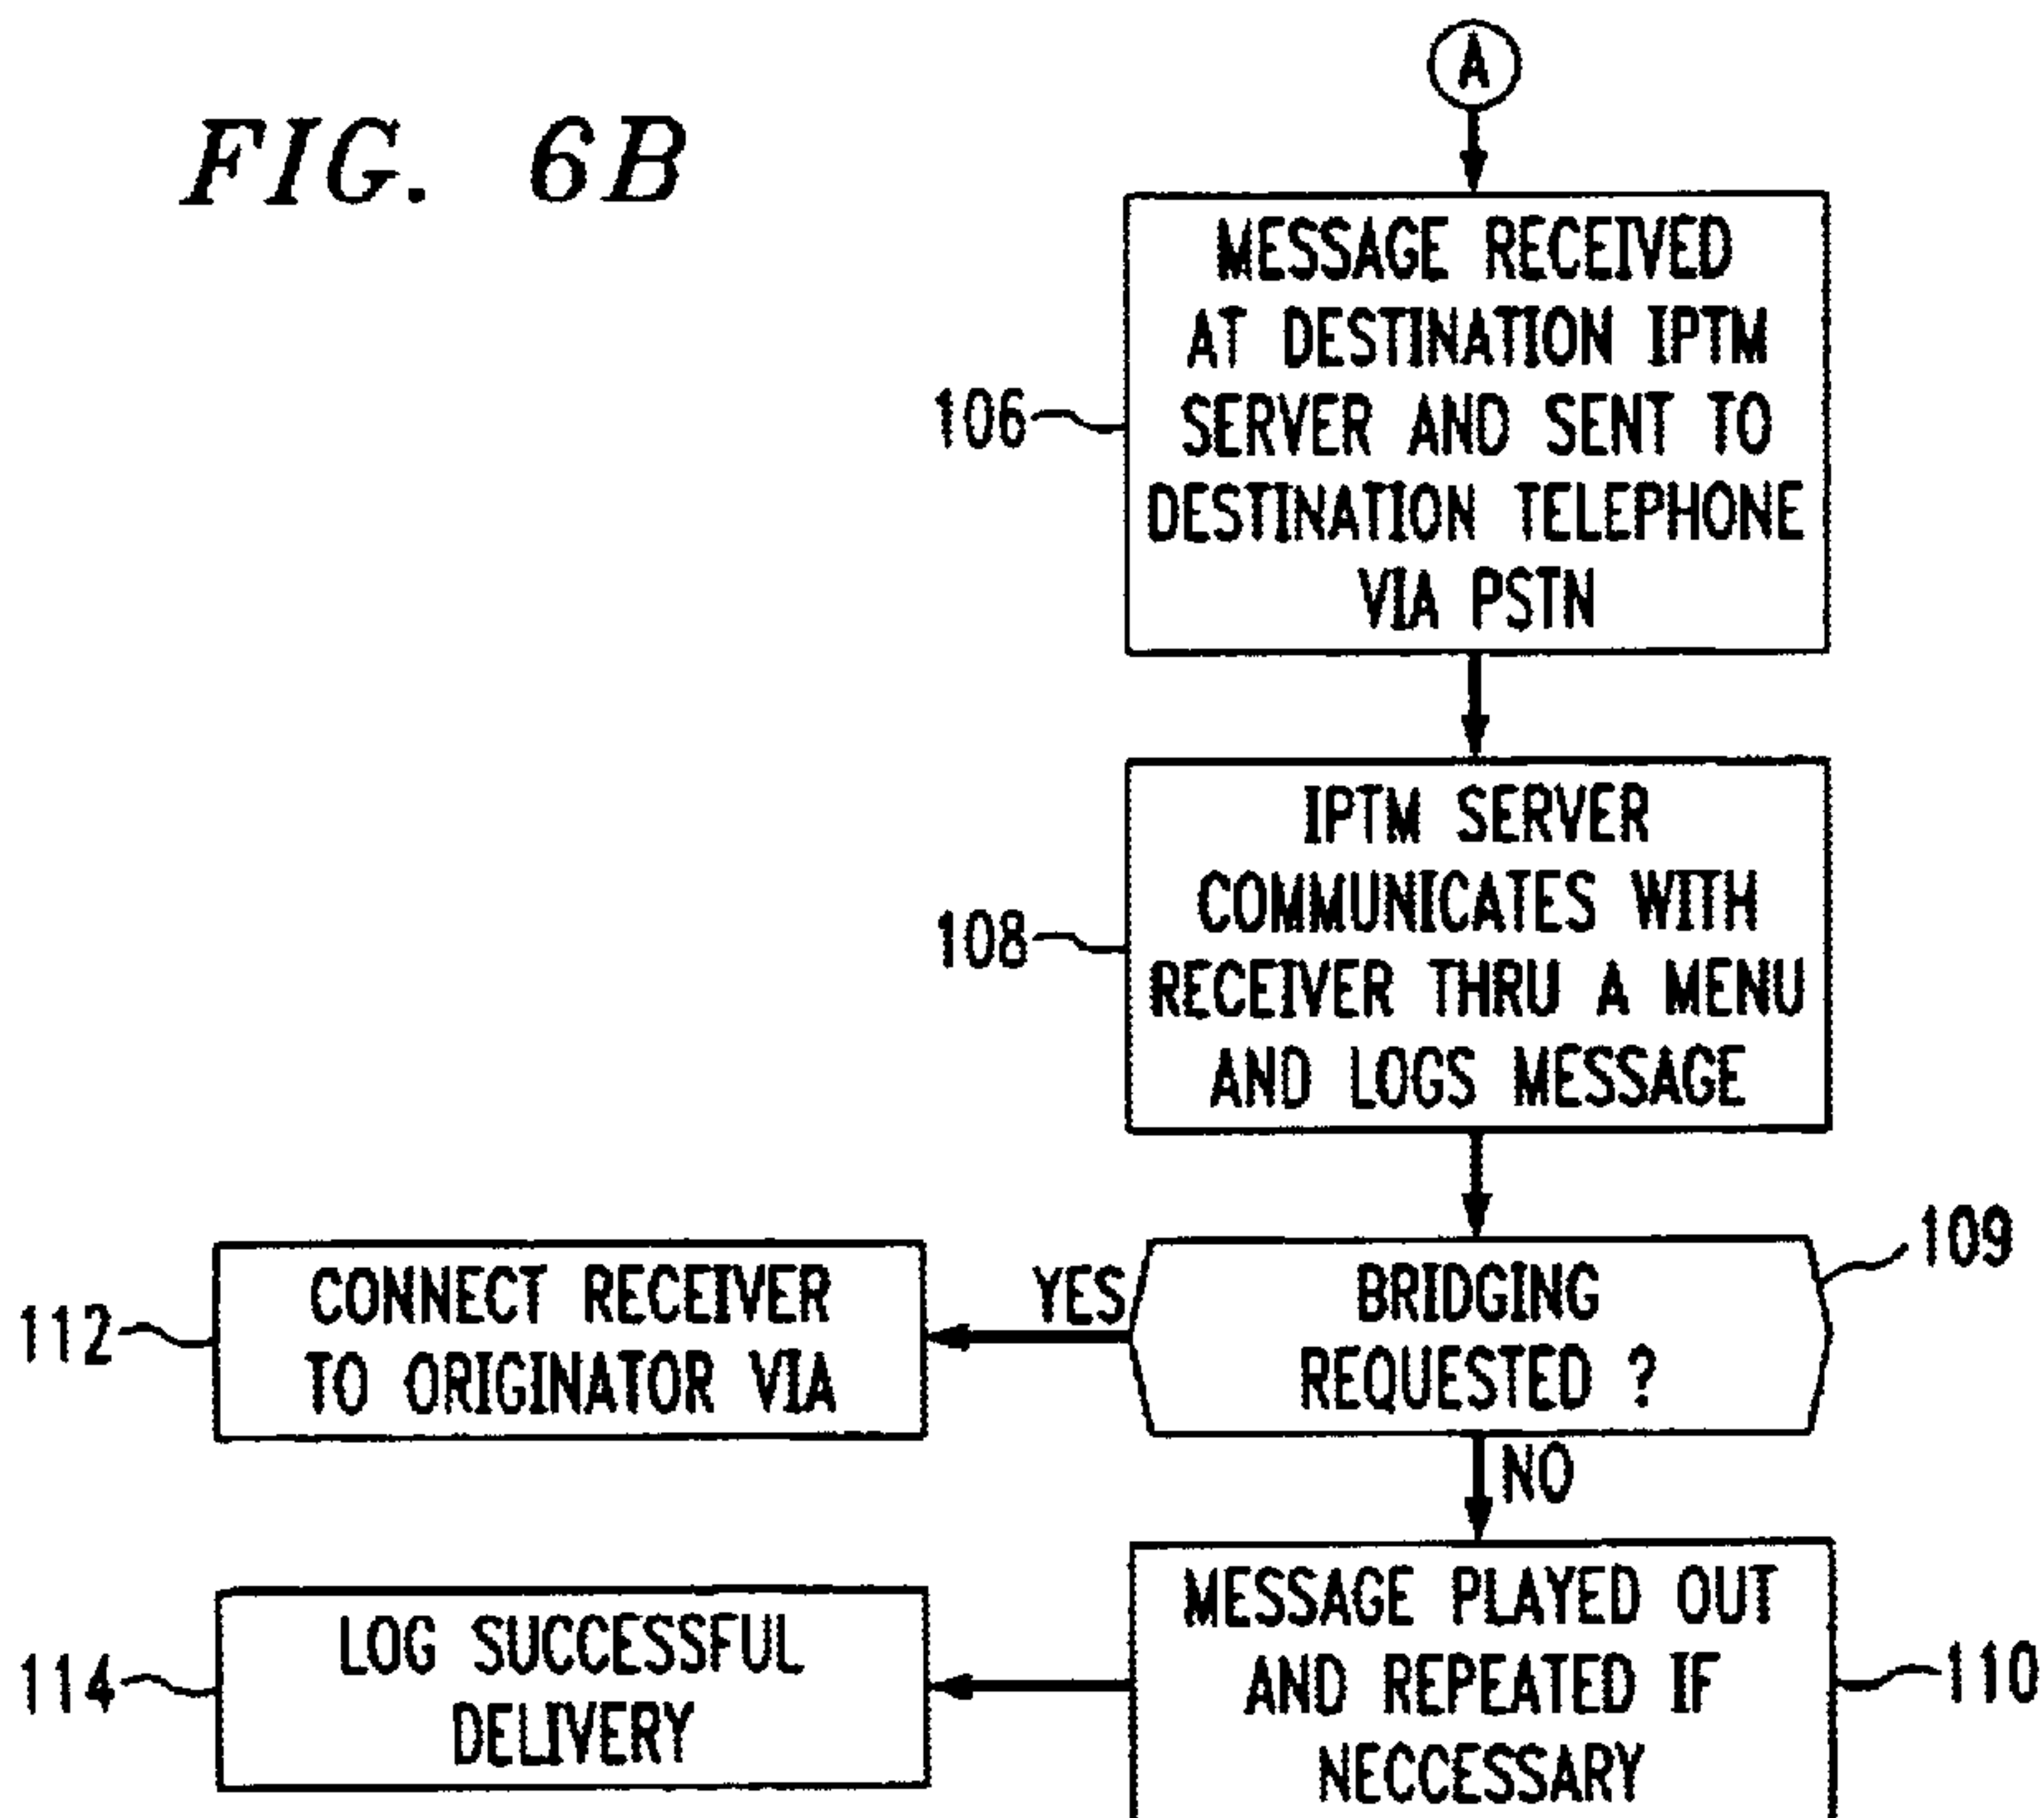 FIG. 6B
A
MESSAGE RECEIVED
AT DESTINATION IPTM
SERVER AND SENT TO
DESTINATION TELEPHONE
VIA PSTN
106
IPTM SERVER
COMMUNICATES WITH
RECEIVER THRU A MENU
AND LOGS MESSAGE
108
BRIDGING
REQUESTED ?
109
YES
CONNECT RECEIVER
TO ORIGINATOR VIA
112
NO
MESSAGE PLAYED OUT
AND REPEATED IF
NECCESSARY
110
LOG SUCCESSFUL
DELIVERY
114